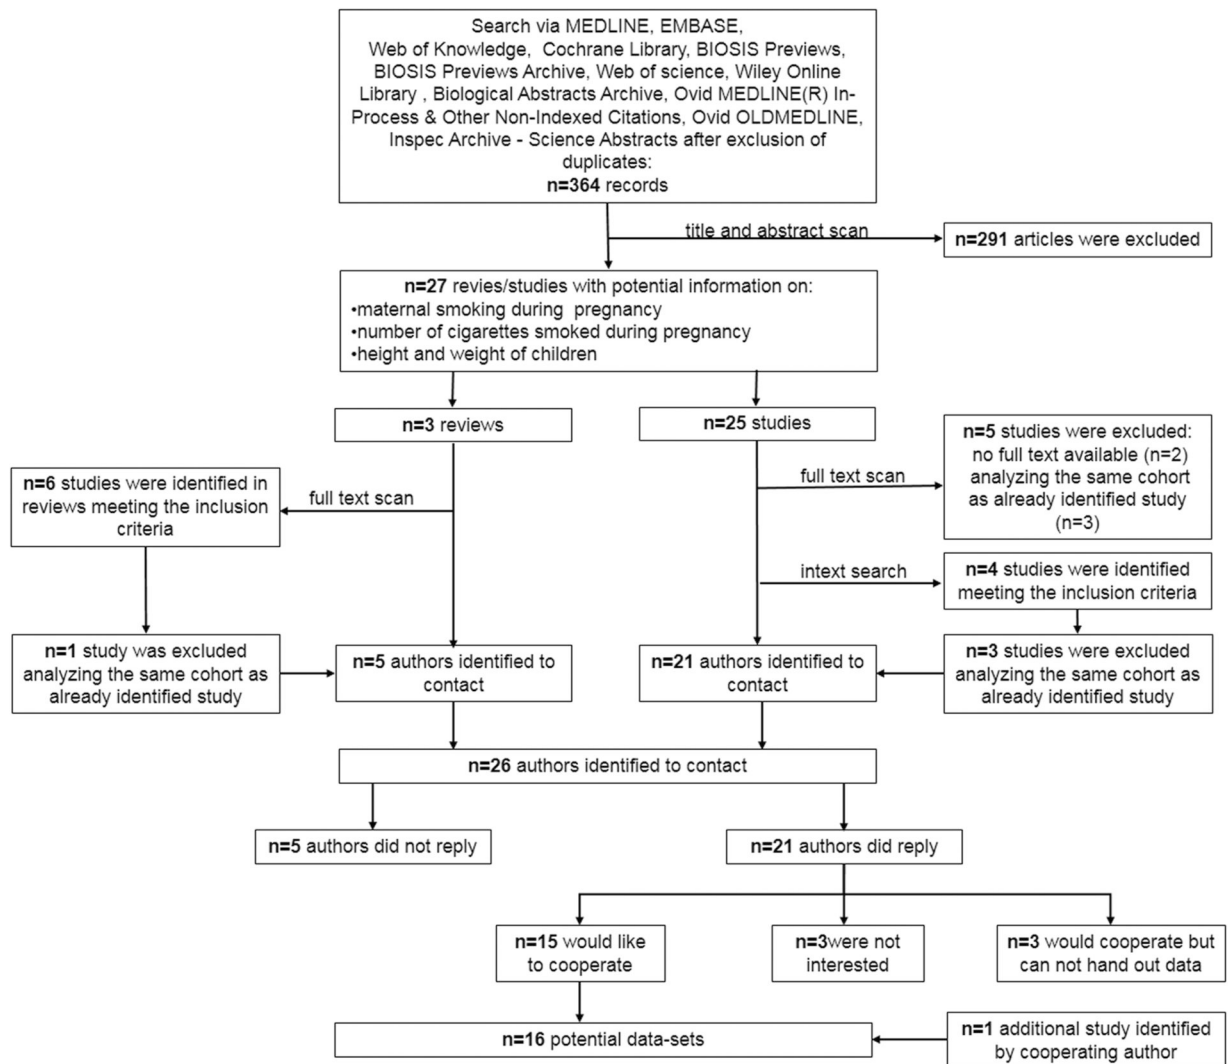 Search via MEDLINE, EMBASE,
Web of Knowledge, Cochrane Library, BIOSIS Previews,
BIOSIS Previews Archive, Web of science, Wiley Online
Library , Biological Abstracts Archive, Ovid MEDLINE(R) In-
Process & Other Non-Indexed Citations, Ovid OLDMEDLINE,
Inspec Archive - Science Abstracts after exclusion of
duplicates:
n=364 records
title and abstract scan
n=291 articles were excluded
n=27 revies/studies with potential information on:
•maternal smoking during pregnancy
•number of cigarettes smoked during pregnancy
•height and weight of children
n=3 reviews
n=25 studies
n=5 studies were excluded:
no full text available (n=2)
analyzing the same cohort
as already identified study
(n=3)
full text scan
n=6 studies were identified in
reviews meeting the inclusion
criteria
full text scan
intext search
n=4 studies were identified
meeting the inclusion criteria
n=1 study was excluded
analyzing the same cohort as
already identified study
n=5 authors identified to
contact
n=21 authors identified to
contact
n=3 studies were excluded
analyzing the same cohort as
already identified study
n=26 authors identified to contact
n=5 authors did not reply
n=21 authors did reply
n=15 would like
to cooperate
n=3were not
interested
n=3 would cooperate but
can not hand out data
n=16 potential data-sets
n=1 additional study identified
by cooperating author